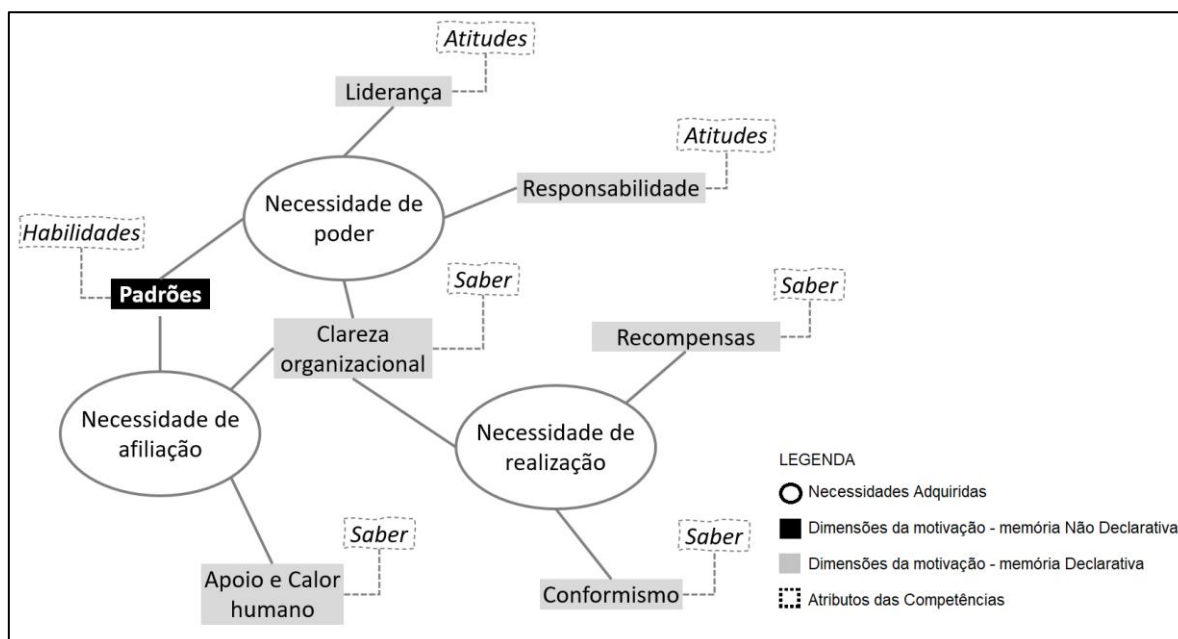 Atitudes
Liderança
Atitudes
Responsabilidade
Necessidade de
poder
Habilidades
Padrões
Saber
Clareza
organizacional
Saber
Recompensas
Necessidade de
afiliação
Necessidade de
realização
Saber
Apoio e Calor
humano
Saber
Conformismo
LEGENDA
Necessidades Adquiridas
Dimensões da motivação - memória Não Declarativa
Dimensões da motivação - memória Declarativa
Atributos das Competências